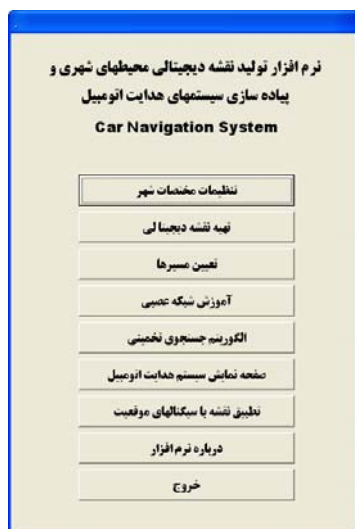 نرم افزار تولید نقشه دیجیتالی محیطهای شهری و
پیاده سازی سیستمهای هدایت اتومبیل
Car Navigation System
تنظیمات مختصات شهر
تهیه نقشه دیجیتالی
تعیین مسیرها
آموزش شبکه عصبی
الگوریتم جستجوی تخمینی
صفحه نمایش سیستم هدایت اتومبیل
تطبیق نقشه با سیگنالهای موقعیت
درباره نرم افزار
خروج